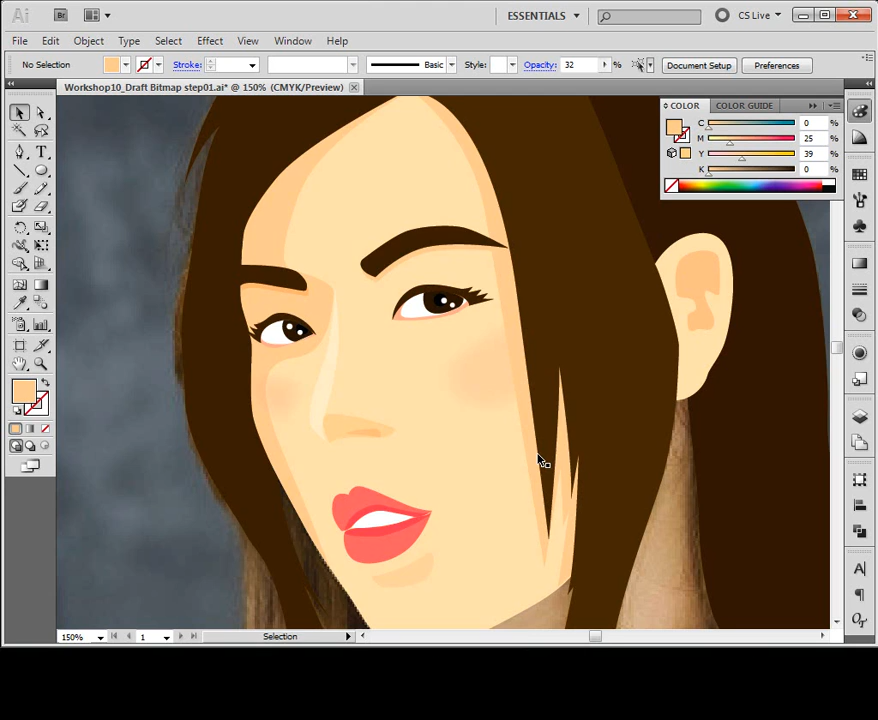 Ai Br ESSENTIALS CS Live
File Edit Object Type Select Effect View Window Help
No Selection Stroke: Basic Style: Opacity: 32 % Document Setup Preferences
Workshop10_Draft Bitmap step01.ai* @ 150% (CMYK/Preview)
COLOR COLOR GUIDE
C 0 %
M 25 %
Y 39 %
K 0 %
150% 1 Selection